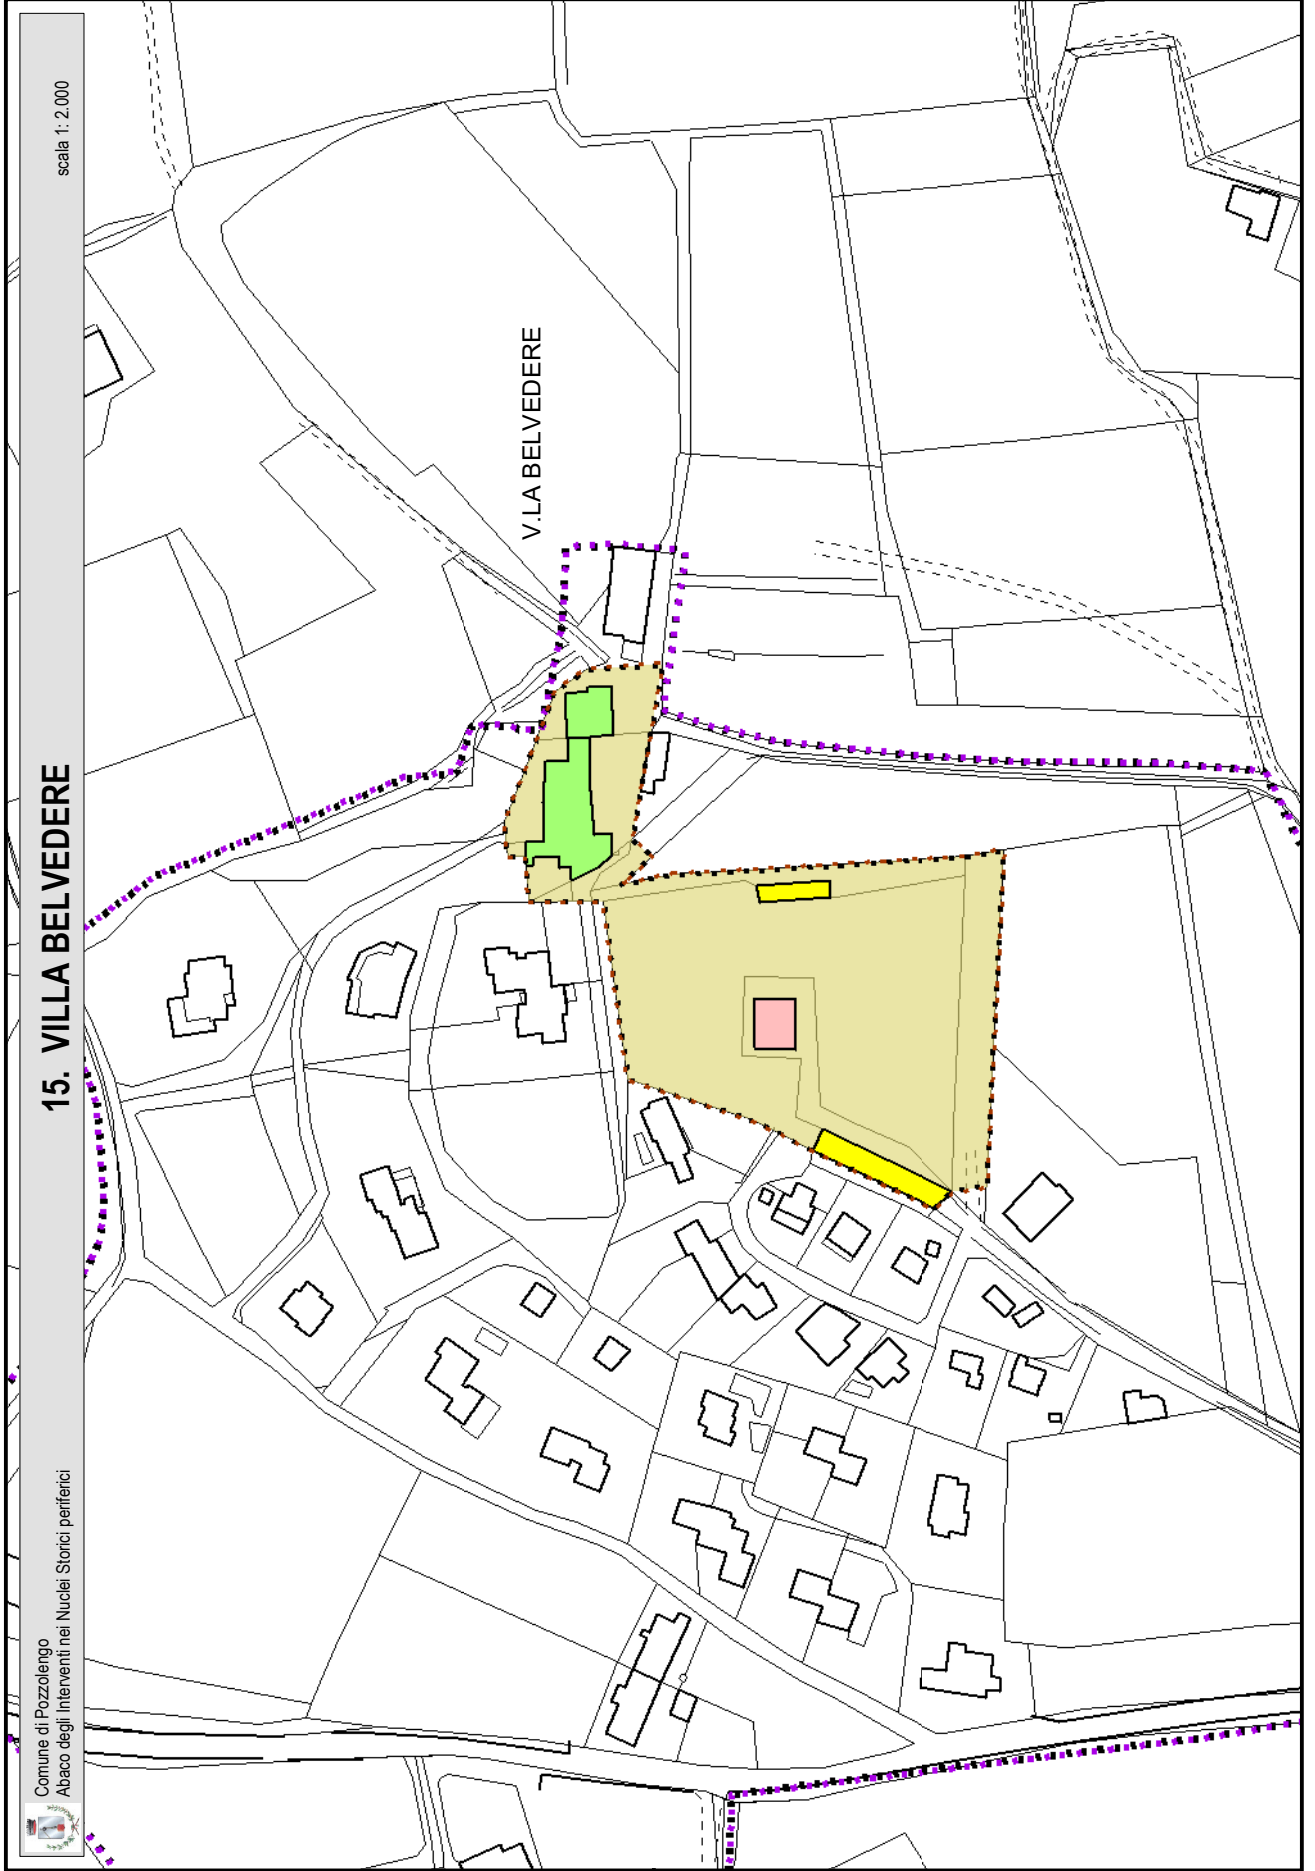 Comune di Pozzolengo
Abaco degli Interventi nei Nuclei Storici periferici
15. VILLA BELVEDERE
scala 1: 2.000
V.LA BELVEDERE